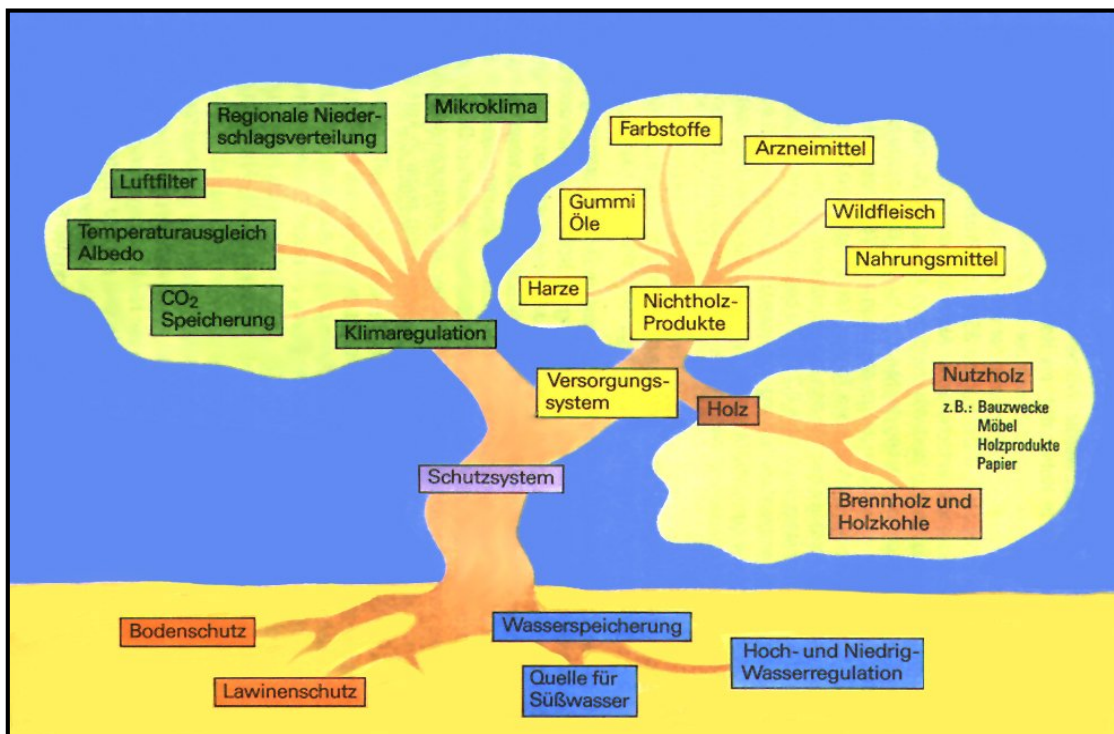 Mikroklima
Regionale Nieder-
schlagsverteilung
Luftfilter
Temperaturausgleich
Albedo
CO₂
Speicherung
Klimaregulation
Farbstoffe
Arzneimittel
Gummi
Öle
Wildfleisch
Nahrungsmittel
Harze
Nichtholz-
Produkte
Versorgungs-
system
Holz
Nutzholz
z.B.: Bauzwecke
Möbel
Holzprodukte
Papier
Brennholz und
Holzkohle
Schutzsystem
Bodenschutz
Lawinenschutz
Wasserspeicherung
Quelle für
Süßwasser
Hoch- und Niedrig-
Wasserregulation